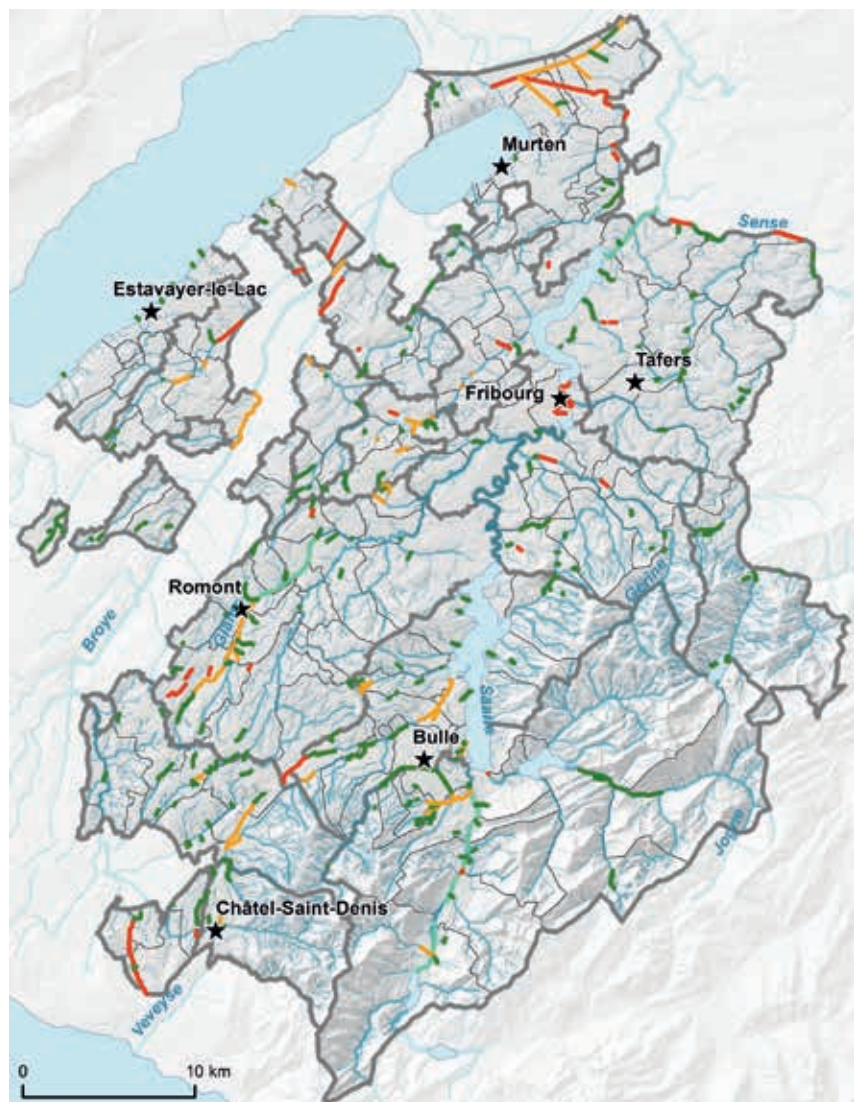 Murten
Sense
Estavayer-le-Lac
Tafers
Fribourg
Romont
Glâne
Gérine
Broye
Sarine
Bulle
Jogne
Châtel-Saint-Denis
Veveyse
0 10 km